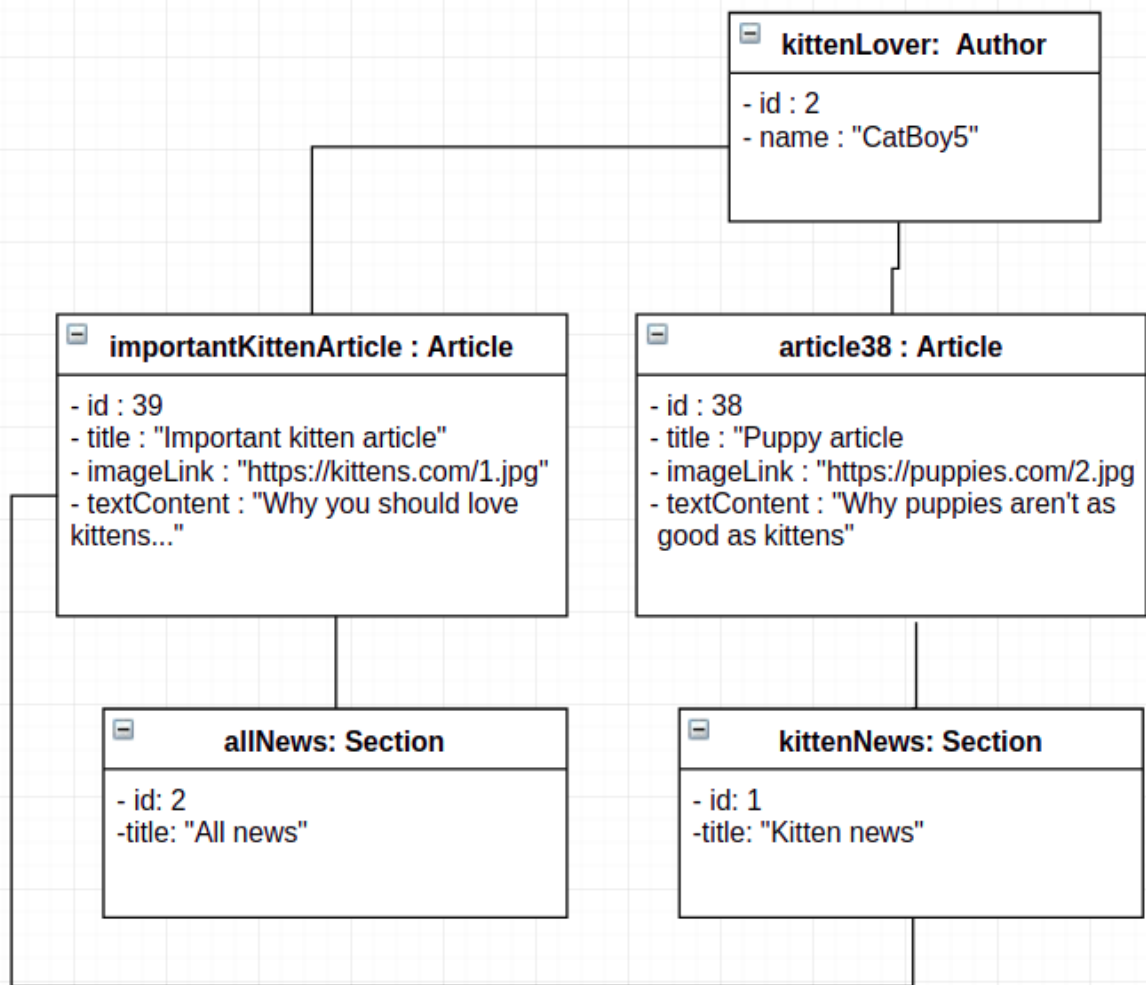 kittenLover:  Author
- id : 2
- name : "CatBoy5"
importantKittenArticle : Article
- id : 39
- title : "Important kitten article"
- imageLink : "https://kittens.com/1.jpg"
- textContent : "Why you should love
kittens..."
article38 : Article
- id : 38
- title : "Puppy article
- imageLink : "https://puppies.com/2.jpg
- textContent : "Why puppies aren't as
good as kittens"
allNews: Section
- id: 2
-title: "All news"
kittenNews: Section
- id: 1
-title: "Kitten news"